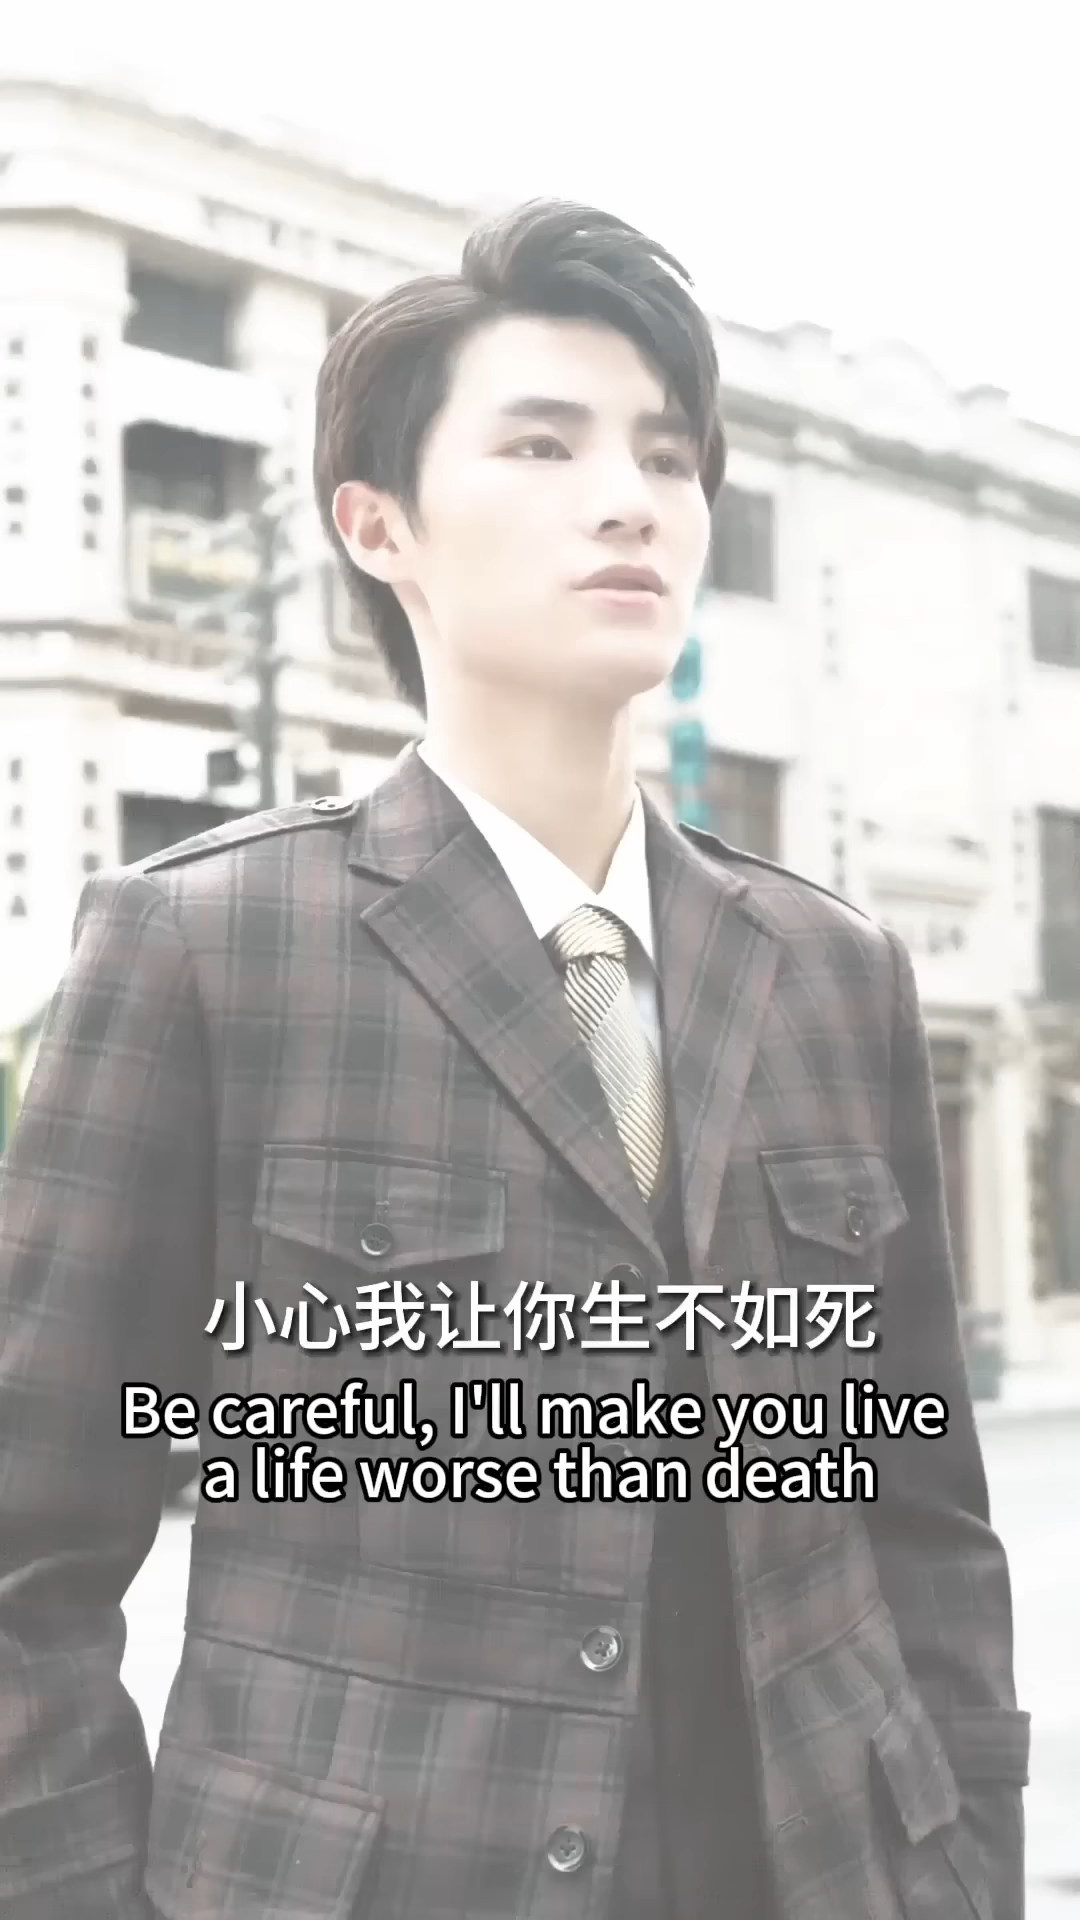 小心我让你生不如死
Be careful, I'll make you live
a life worse than death